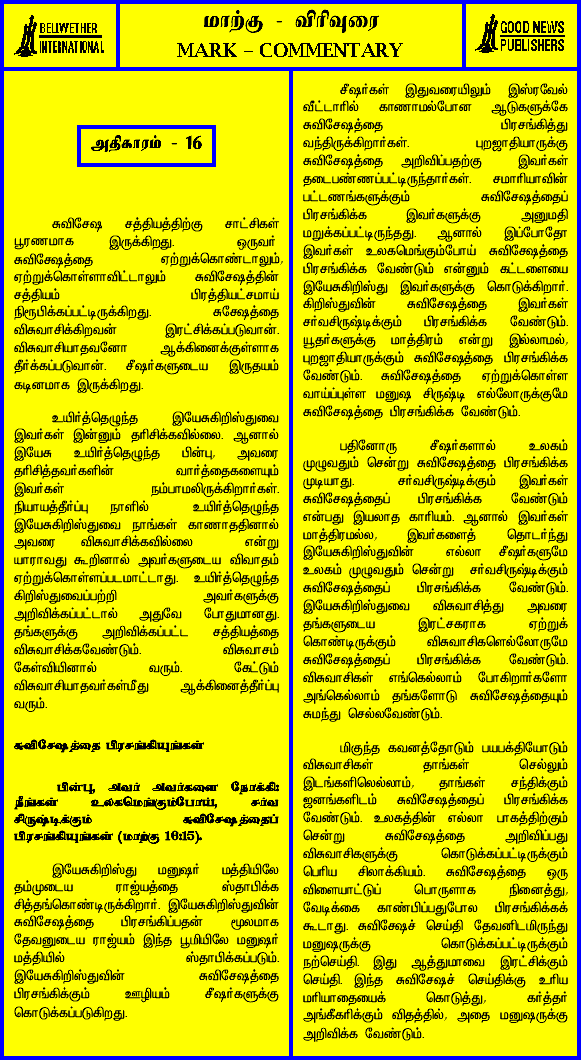 BELLWETHER
INTERNATIONAL
மாற்கு - விரிவுரை
MARK – COMMENTARY
GOOD NEWS
PUBLISHERS
அதிகாரம் - 16
சுவிசேஷ சத்தியத்திற்கு சாட்சிகள்
பூரணமாக இருக்கிறது. ஒருவர்
சுவிசேஷத்தை ஏற்றுக்கொண்டாலும்,
ஏற்றுக்கொள்ளாவிட்டாலும் சுவிசேஷத்தின்
சத்தியம் பிரத்தியட்சமாய்
நிரூபிக்கப்பட்டிருக்கிறது. சுசேஷத்தை
விசுவாசிக்கிறவன் இரட்சிக்கப்படுவான்.
விசுவாசியாதவனோ ஆக்கினைக்குள்ளாக
தீர்க்கப்படுவான். சீஷர்களுடைய இருதயம்
கடினமாக இருக்கிறது.
உயிர்த்தெழுந்த இயேசுகிறிஸ்துவை
இவர்கள் இன்னும் தரிசிக்கவில்லை. ஆனால்
இயேசு உயிர்த்தெழுந்த பின்பு, அவரை
தரிசித்தவர்களின் வார்த்தைகளையும்
இவர்கள் நம்பாமலிருக்கிறார்கள்.
நியாயத்தீர்ப்பு நாளில் உயிர்த்தெழுந்த
இயேசுகிறிஸ்துவை நாங்கள் காணாததினால்
அவரை விசுவாசிக்கவில்லை என்று
யாராவது கூறினால் அவர்களுடைய விவாதம்
ஏற்றுக்கொள்ளப்படமாட்டாது. உயிர்த்தெழுந்த
கிறிஸ்துவைப்பற்றி அவர்களுக்கு
அறிவிக்கப்பட்டால் அதுவே போதுமானது.
தங்களுக்கு அறிவிக்கப்பட்ட சத்தியத்தை
விசுவாசிக்கவேண்டும். விசுவாசம்
கேள்வியினால் வரும். கேட்டும்
விசுவாசியாதவர்கள்மீது ஆக்கினைத்தீர்ப்பு
வரும்.
சுவிசேஷத்தை பிரசங்கியுங்கள்
பின்பு, அவர் அவர்களை நோக்கி:
நீங்கள் உலகமெங்கும்போய், சர்வ
சிருஷ்டிக்கும் சுவிசேஷத்தைப்
பிரசங்கியுங்கள் (மாற்கு 16:15).
இயேசுகிறிஸ்து மனுஷர் மத்தியிலே
தம்முடைய ராஜ்யத்தை ஸ்தாபிக்க
சித்தங்கொண்டிருக்கிறார். இயேசுகிறிஸ்துவின்
சுவிசேஷத்தை பிரசங்கிப்பதன் மூலமாக
தேவனுடைய ராஜ்யம் இந்த பூமியிலே மனுஷர்
மத்தியில் ஸ்தாபிக்கப்படும்.
இயேசுகிறிஸ்துவின் சுவிசேஷத்தை
பிரசங்கிக்கும் ஊழியம் சீஷர்களுக்கு
கொடுக்கப்படுகிறது.
சீஷர்கள் இதுவரையிலும் இஸ்ரவேல்
வீட்டாரில் காணாமல்போன ஆடுகளுக்கே
சுவிசேஷத்தை பிரசங்கித்து
வந்திருக்கிறார்கள். புறஜாதியாருக்கு
சுவிசேஷத்தை அறிவிப்பதற்கு இவர்கள்
தடைபண்ணப்பட்டிருந்தார்கள். சமாரியாவின்
பட்டணங்களுக்கும் சுவிசேஷத்தைப்
பிரசங்கிக்க இவர்களுக்கு அனுமதி
மறுக்கப்பட்டிருந்தது. ஆனால் இப்போதோ
இவர்கள் உலகமெங்கும்போய் சுவிசேஷத்தை
பிரசங்கிக்க வேண்டும் என்னும் கட்டளையை
இயேசுகிறிஸ்து இவர்களுக்கு கொடுக்கிறார்.
கிறிஸ்துவின் சுவிசேஷத்தை இவர்கள்
சர்வசிருஷ்டிக்கும் பிரசங்கிக்க வேண்டும்.
யூதர்களுக்கு மாத்திரம் என்று இல்லாமல்,
புறஜாதியாருக்கும் சுவிசேஷத்தை பிரசங்கிக்க
வேண்டும். சுவிசேஷத்தை ஏற்றுக்கொள்ள
வாய்ப்புள்ள மனுஷ சிருஷ்டி எல்லோருக்குமே
சுவிசேஷத்தை பிரசங்கிக்க வேண்டும்.
பதினோரு சீஷர்களால் உலகம்
முழுவதும் சென்று சுவிசேஷத்தை பிரசங்கிக்க
முடியாது. சர்வசிருஷ்டிக்கும் இவர்கள்
சுவிசேஷத்தைப் பிரசங்கிக்க வேண்டும்
என்பது இயலாத காரியம். ஆனால் இவர்கள்
மாத்திரமல்ல, இவர்களைத் தொடர்ந்து
இயேசுகிறிஸ்துவின் எல்லா சீஷர்களுமே
உலகம் முழுவதும் சென்று சர்வசிருஷ்டிக்கும்
சுவிசேஷத்தைப் பிரசங்கிக்க வேண்டும்.
இயேசுகிறிஸ்துவை விசுவாசித்து அவரை
தங்களுடைய இரட்சகராக ஏற்றுக்
கொண்டிருக்கும் விசுவாசிகளெல்லோருமே
சுவிசேஷத்தைப் பிரசங்கிக்க வேண்டும்.
விசுவாசிகள் எங்கெல்லாம் போகிறார்களோ
அங்கெல்லாம் தங்களோடு சுவிசேஷத்தையும்
சுமந்து செல்லவேண்டும்.
மிகுந்த கவனத்தோடும் பயபக்தியோடும்
விசுவாசிகள் தாங்கள் செல்லும்
இடங்களிலெல்லாம், தாங்கள் சந்திக்கும்
ஜனங்களிடம் சுவிசேஷத்தைப் பிரசங்கிக்க
வேண்டும். உலகத்தின் எல்லா பாகத்திற்கும்
சென்று சுவிசேஷத்தை அறிவிப்பது
விசுவாசிகளுக்கு கொடுக்கப்பட்டிருக்கும்
பெரிய சிலாக்கியம். சுவிசேஷத்தை ஒரு
விளையாட்டுப் பொருளாக நினைத்து,
வேடிக்கை காண்பிப்பதுபோல பிரசங்கிக்கக்
கூடாது. சுவிசேஷச் செய்தி தேவனிடமிருந்து
மனுஷருக்கு கொடுக்கப்பட்டிருக்கும்
நற்செய்தி. இது ஆத்துமாவை இரட்சிக்கும்
செய்தி. இந்த சுவிசேஷச் செய்திக்கு உரிய
மரியாதையைக் கொடுத்து, கர்த்தர்
அங்கீகரிக்கும் விதத்தில், அதை மனுஷருக்கு
அறிவிக்க வேண்டும்.